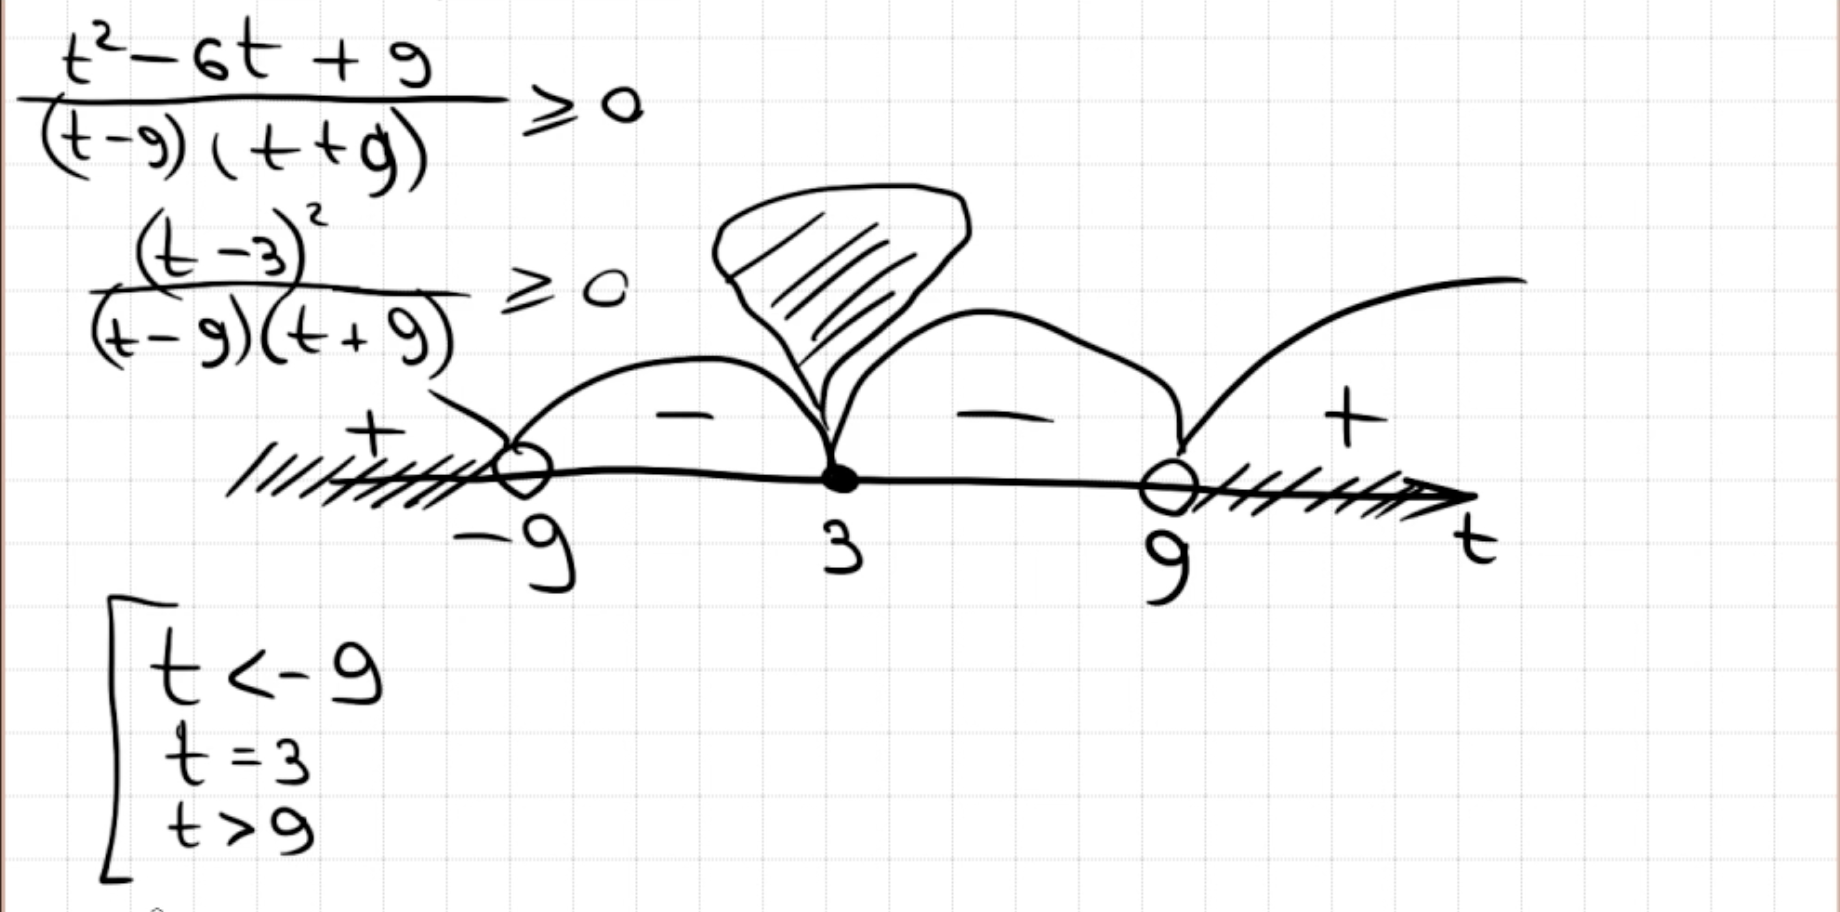 t² - 6t + 9
(t-9) (t+9) ≥ 0
(t-3)²
(t-9)(t+9) ≥ 0
+ - - +
-9 3 9 t
t < -9
t = 3
t > 9